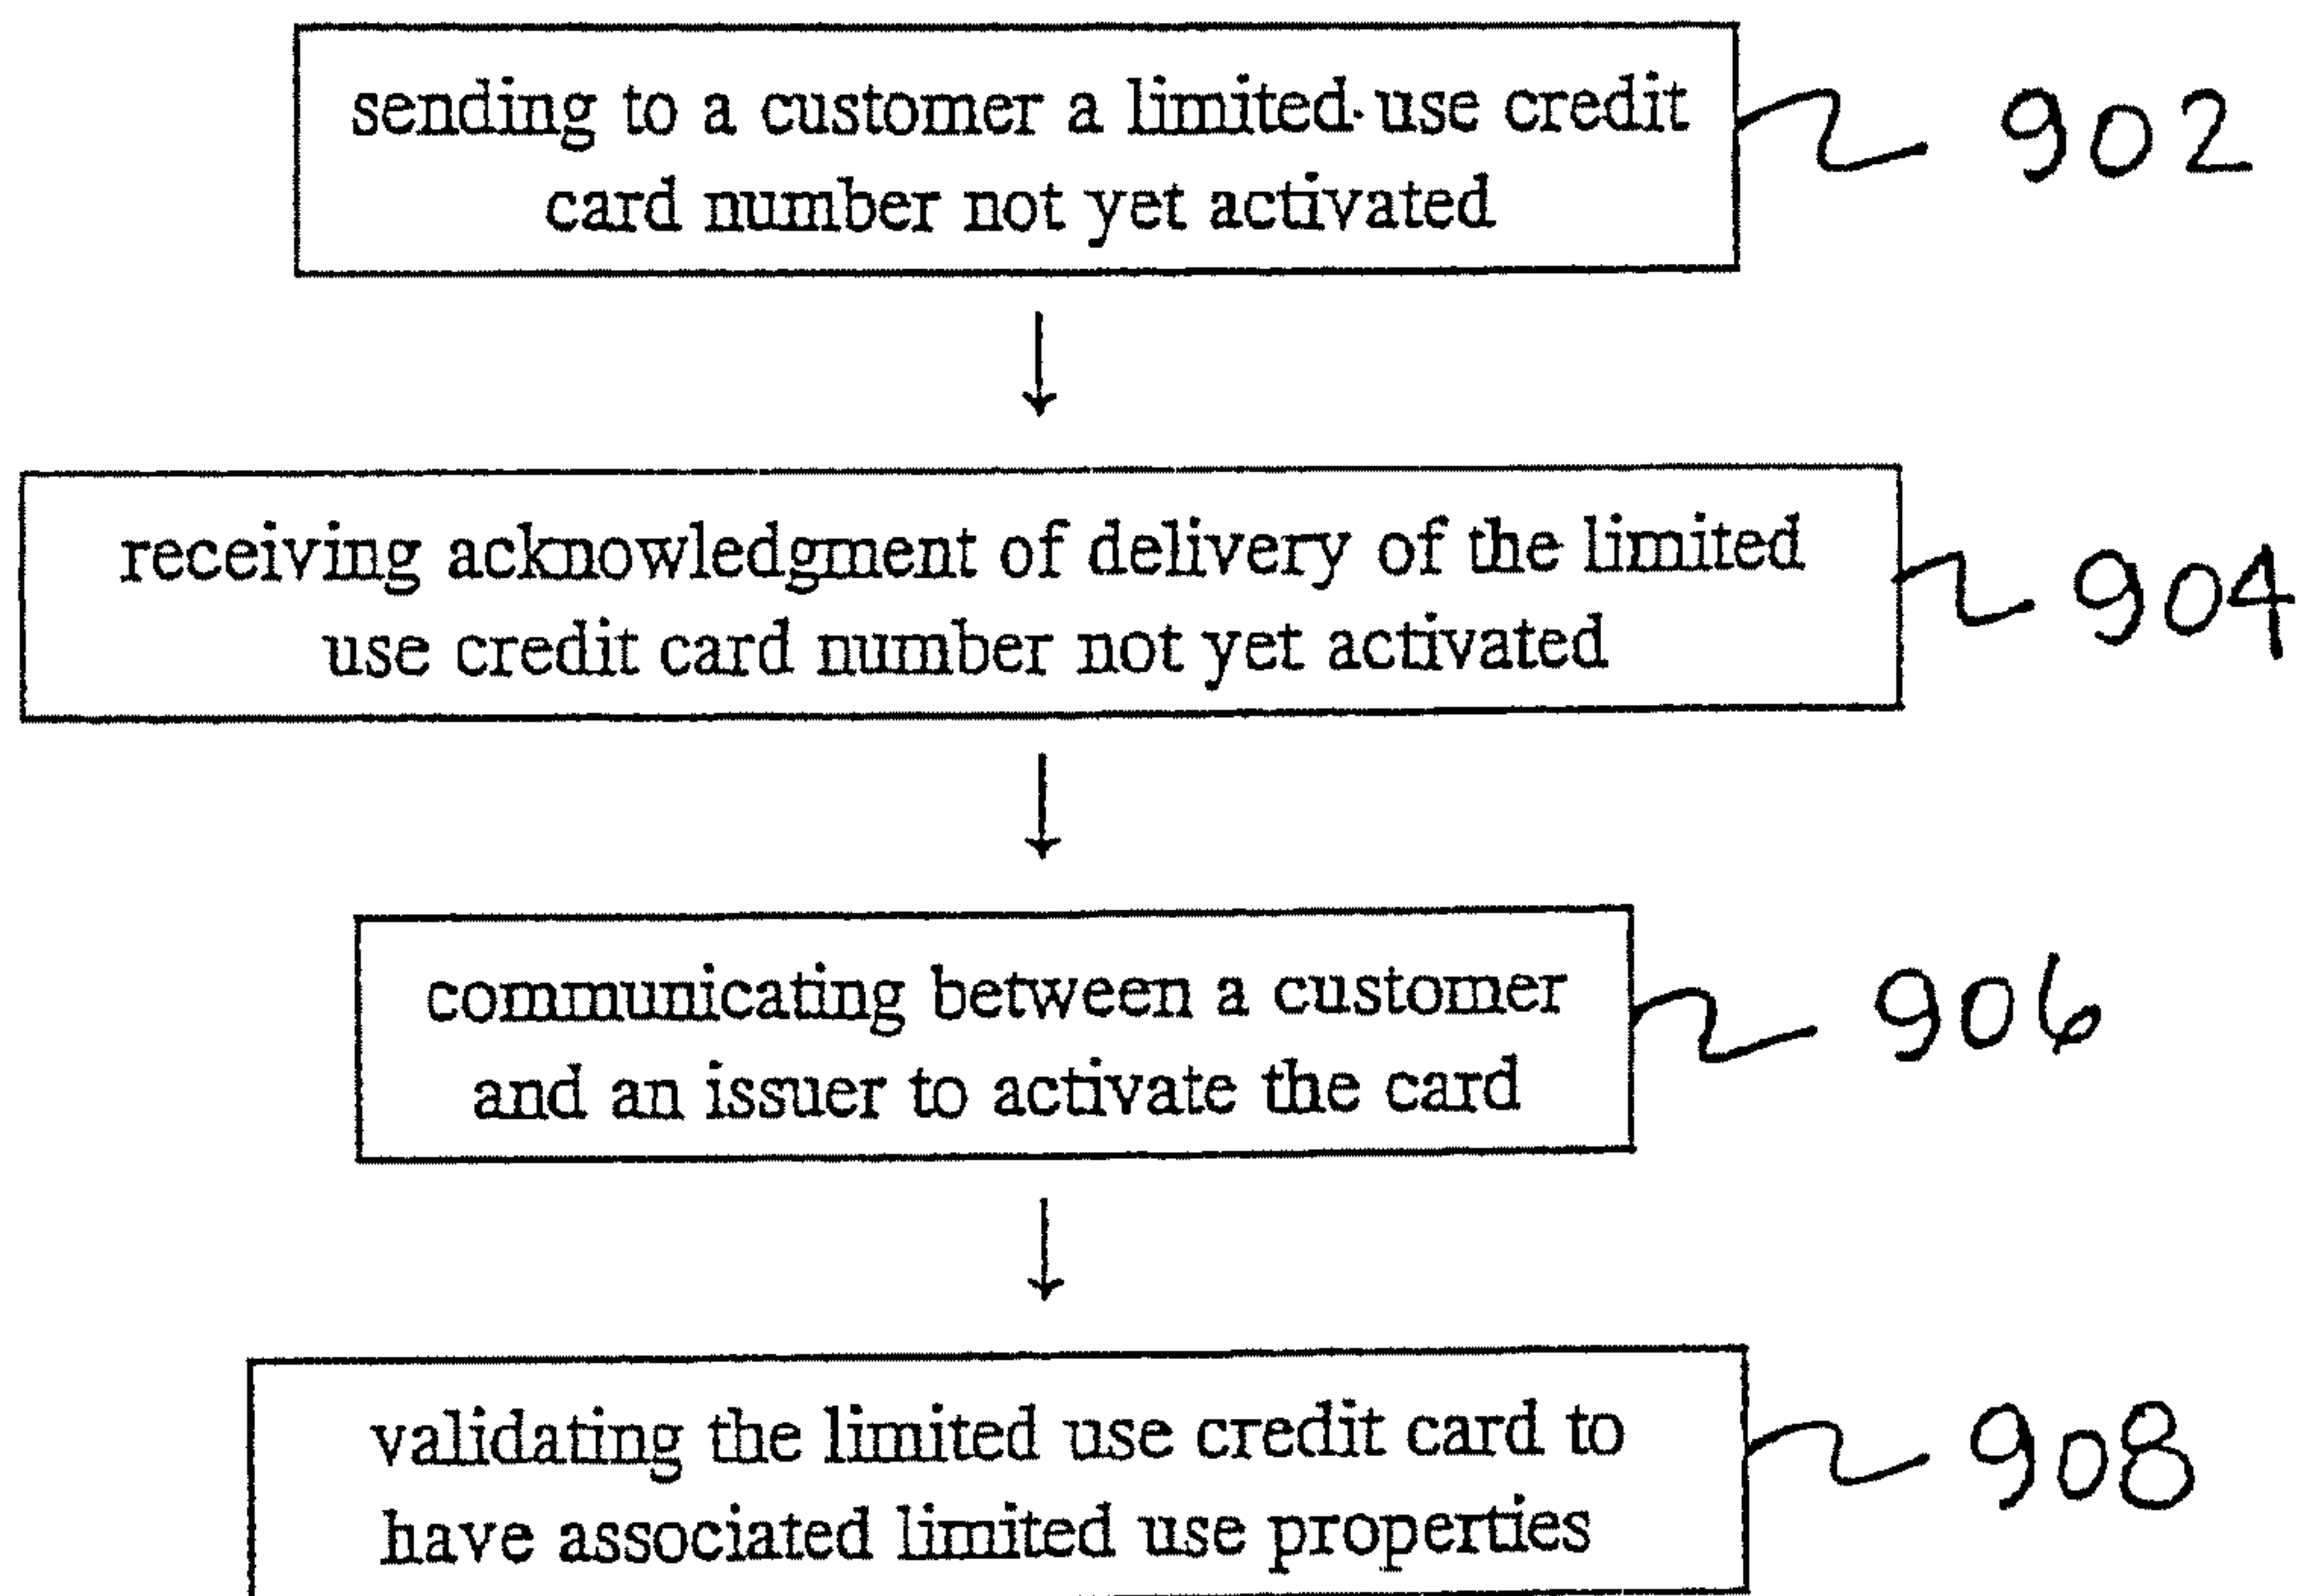 sending to a customer a limited use credit
card number not yet activated
902
receiving acknowledgment of delivery of the limited
use credit card number not yet activated
904
communicating between a customer
and an issuer to activate the card
906
validating the limited use credit card to
have associated limited use properties
908